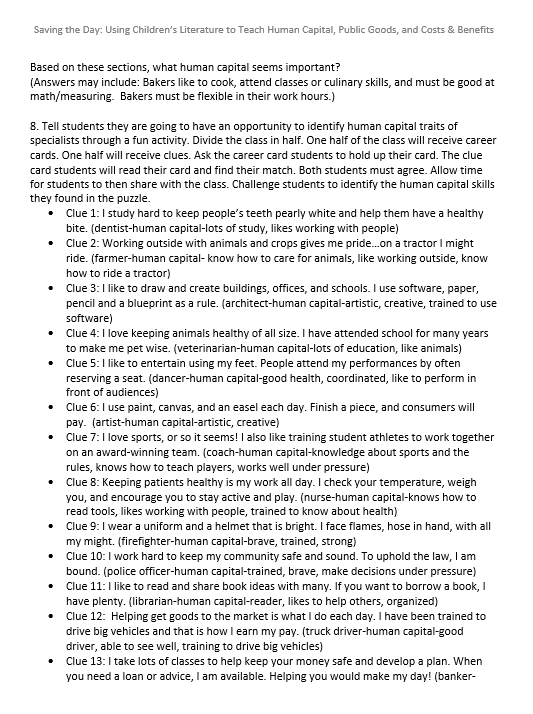 Saving the Day: Using Children's Literature to Teach Human Capital, Public Goods, and Costs & Benefits
Based on these sections, what human capital seems important?
(Answers may include: Bakers like to cook, attend classes or culinary skills, and must be good at
math/measuring.  Bakers must be flexible in their work hours.)
8. Tell students they are going to have an opportunity to identify human capital traits of
specialists through a fun activity. Divide the class in half. One half of the class will receive career
cards. One half will receive clues. Ask the career card students to hold up their card. The clue
card students will read their card and find their match. Both students must agree. Allow time
for students to then share with the class. Challenge students to identify the human capital skills
they found in the puzzle.
• Clue 1: I study hard to keep people's teeth pearly white and help them have a healthy
bite. (dentist-human capital-lots of study, likes working with people)
• Clue 2: Working outside with animals and crops gives me pride…on a tractor I might
ride. (farmer-human capital- know how to care for animals, like working outside, know
how to ride a tractor)
• Clue 3: I like to draw and create buildings, offices, and schools. I use software, paper,
pencil and a blueprint as a rule. (architect-human capital-artistic, creative, trained to use
software)
• Clue 4: I love keeping animals healthy of all size. I have attended school for many years
to make me pet wise. (veterinarian-human capital-lots of education, like animals)
• Clue 5: I like to entertain using my feet. People attend my performances by often
reserving a seat. (dancer-human capital-good health, coordinated, like to perform in
front of audiences)
• Clue 6: I use paint, canvas, and an easel each day. Finish a piece, and consumers will
pay.  (artist-human capital-artistic, creative)
• Clue 7: I love sports, or so it seems! I also like training student athletes to work together
on an award-winning team. (coach-human capital-knowledge about sports and the
rules, knows how to teach players, works well under pressure)
• Clue 8: Keeping patients healthy is my work all day. I check your temperature, weigh
you, and encourage you to stay active and play. (nurse-human capital-knows how to
read tools, likes working with people, trained to know about health)
• Clue 9: I wear a uniform and a helmet that is bright. I face flames, hose in hand, with all
my might. (firefighter-human capital-brave, trained, strong)
• Clue 10: I work hard to keep my community safe and sound. To uphold the law, I am
bound. (police officer-human capital-trained, brave, make decisions under pressure)
• Clue 11: I like to read and share book ideas with many. If you want to borrow a book, I
have plenty. (librarian-human capital-reader, likes to help others, organized)
• Clue 12:  Helping get goods to the market is what I do each day. I have been trained to
drive big vehicles and that is how I earn my pay. (truck driver-human capital-good
driver, able to see well, training to drive big vehicles)
• Clue 13: I take lots of classes to help keep your money safe and develop a plan. When
you need a loan or advice, I am available. Helping you would make my day! (banker-